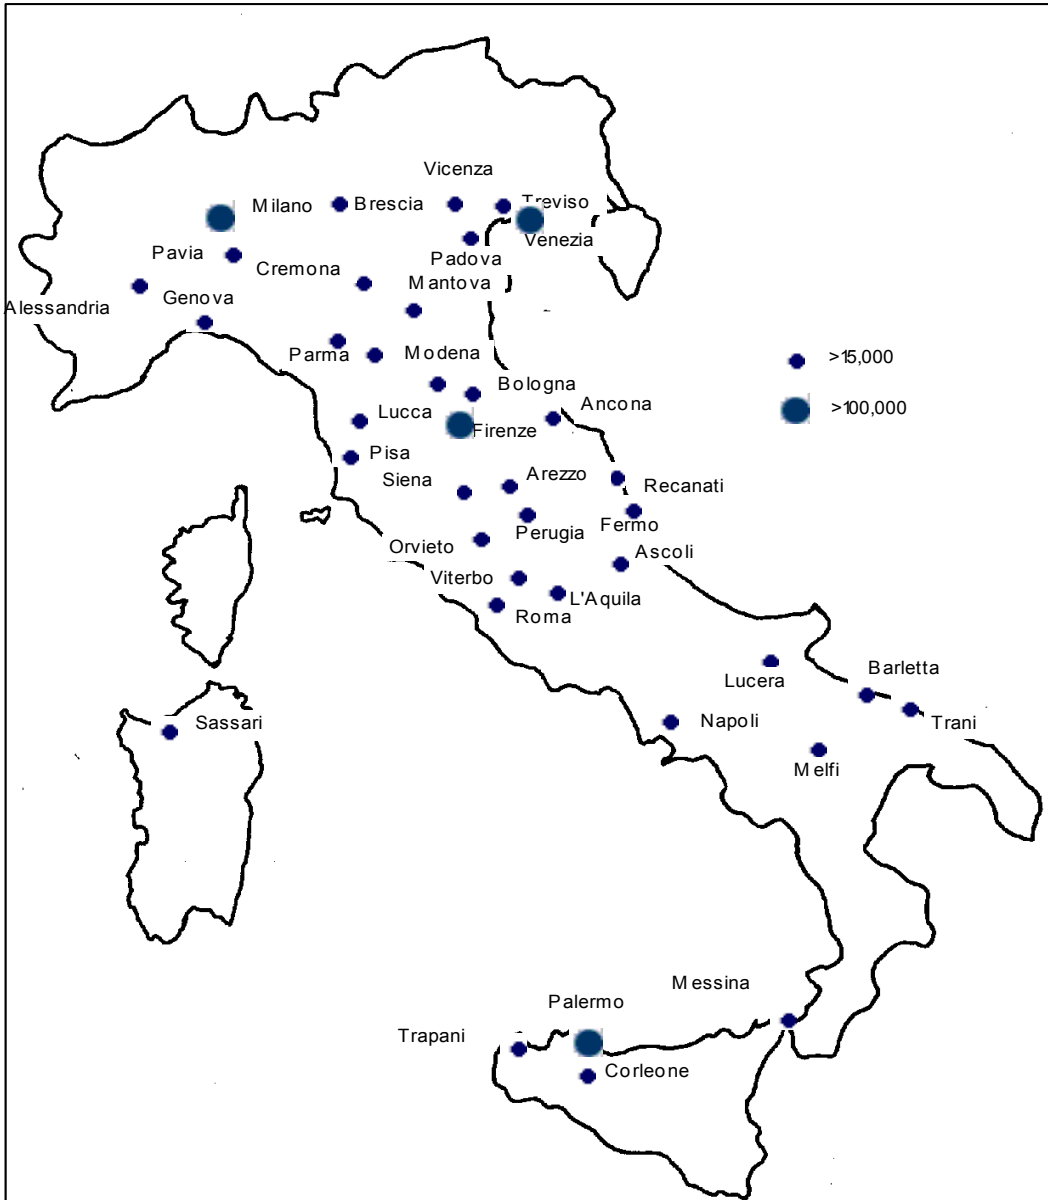 Vicenza
Milano
Brescia
Treviso
Venezia
Pavia
Padova
Cremona
Mantova
Alessandria
Genova
Parma
Modena
>15,000
Bologna
>100,000
Ancona
Lucca
Firenze
Pisa
Siena
Arezzo
Recanati
Fermo
Perugia
Orvieto
Ascoli
Viterbo
L'Aquila
Roma
Barletta
Lucera
Sassari
Napoli
Trani
Melfi
Messina
Palermo
Trapani
Corleone